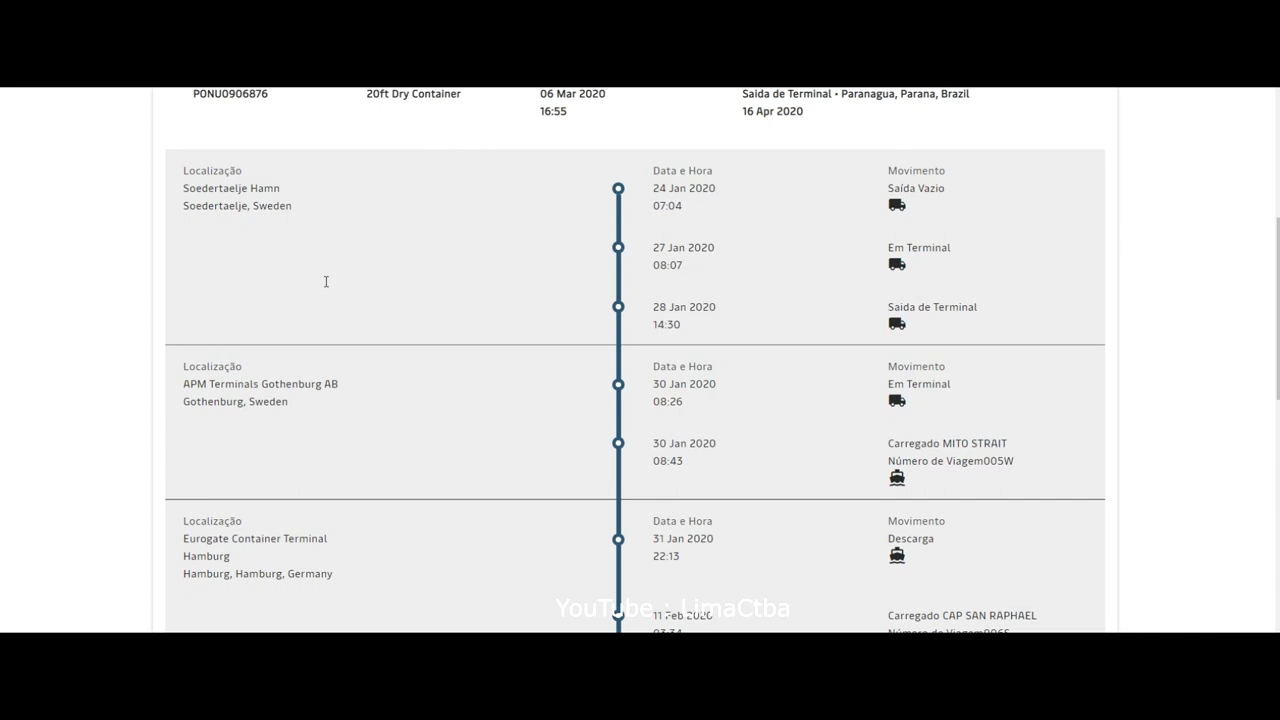 PONU0906876 20ft Dry Container 06 Mar 2020 Saida de Terminal • Paranagua, Parana, Brazil
16:55 16 Apr 2020
Localização Data e Hora Movimento
Soedertaelje Hamn 24 Jan 2020 Saída Vazio
Soedertaelje, Sweden 07:04
27 Jan 2020 Em Terminal
08:07
28 Jan 2020 Saida de Terminal
14:30
Localização Data e Hora Movimento
APM Terminals Gothenburg AB 30 Jan 2020 Em Terminal
Gothenburg, Sweden 08:26
30 Jan 2020 Carregado MITO STRAIT
08:43 Número de Viagem005W
Localização Data e Hora Movimento
Eurogate Container Terminal 31 Jan 2020 Descarga
Hamburg 22:13
Hamburg, Hamburg, Germany
YouTube : LimaCtba
11 Feb 2020 Carregado CAP SAN RAPHAEL
03:34 Número de Viagem006S